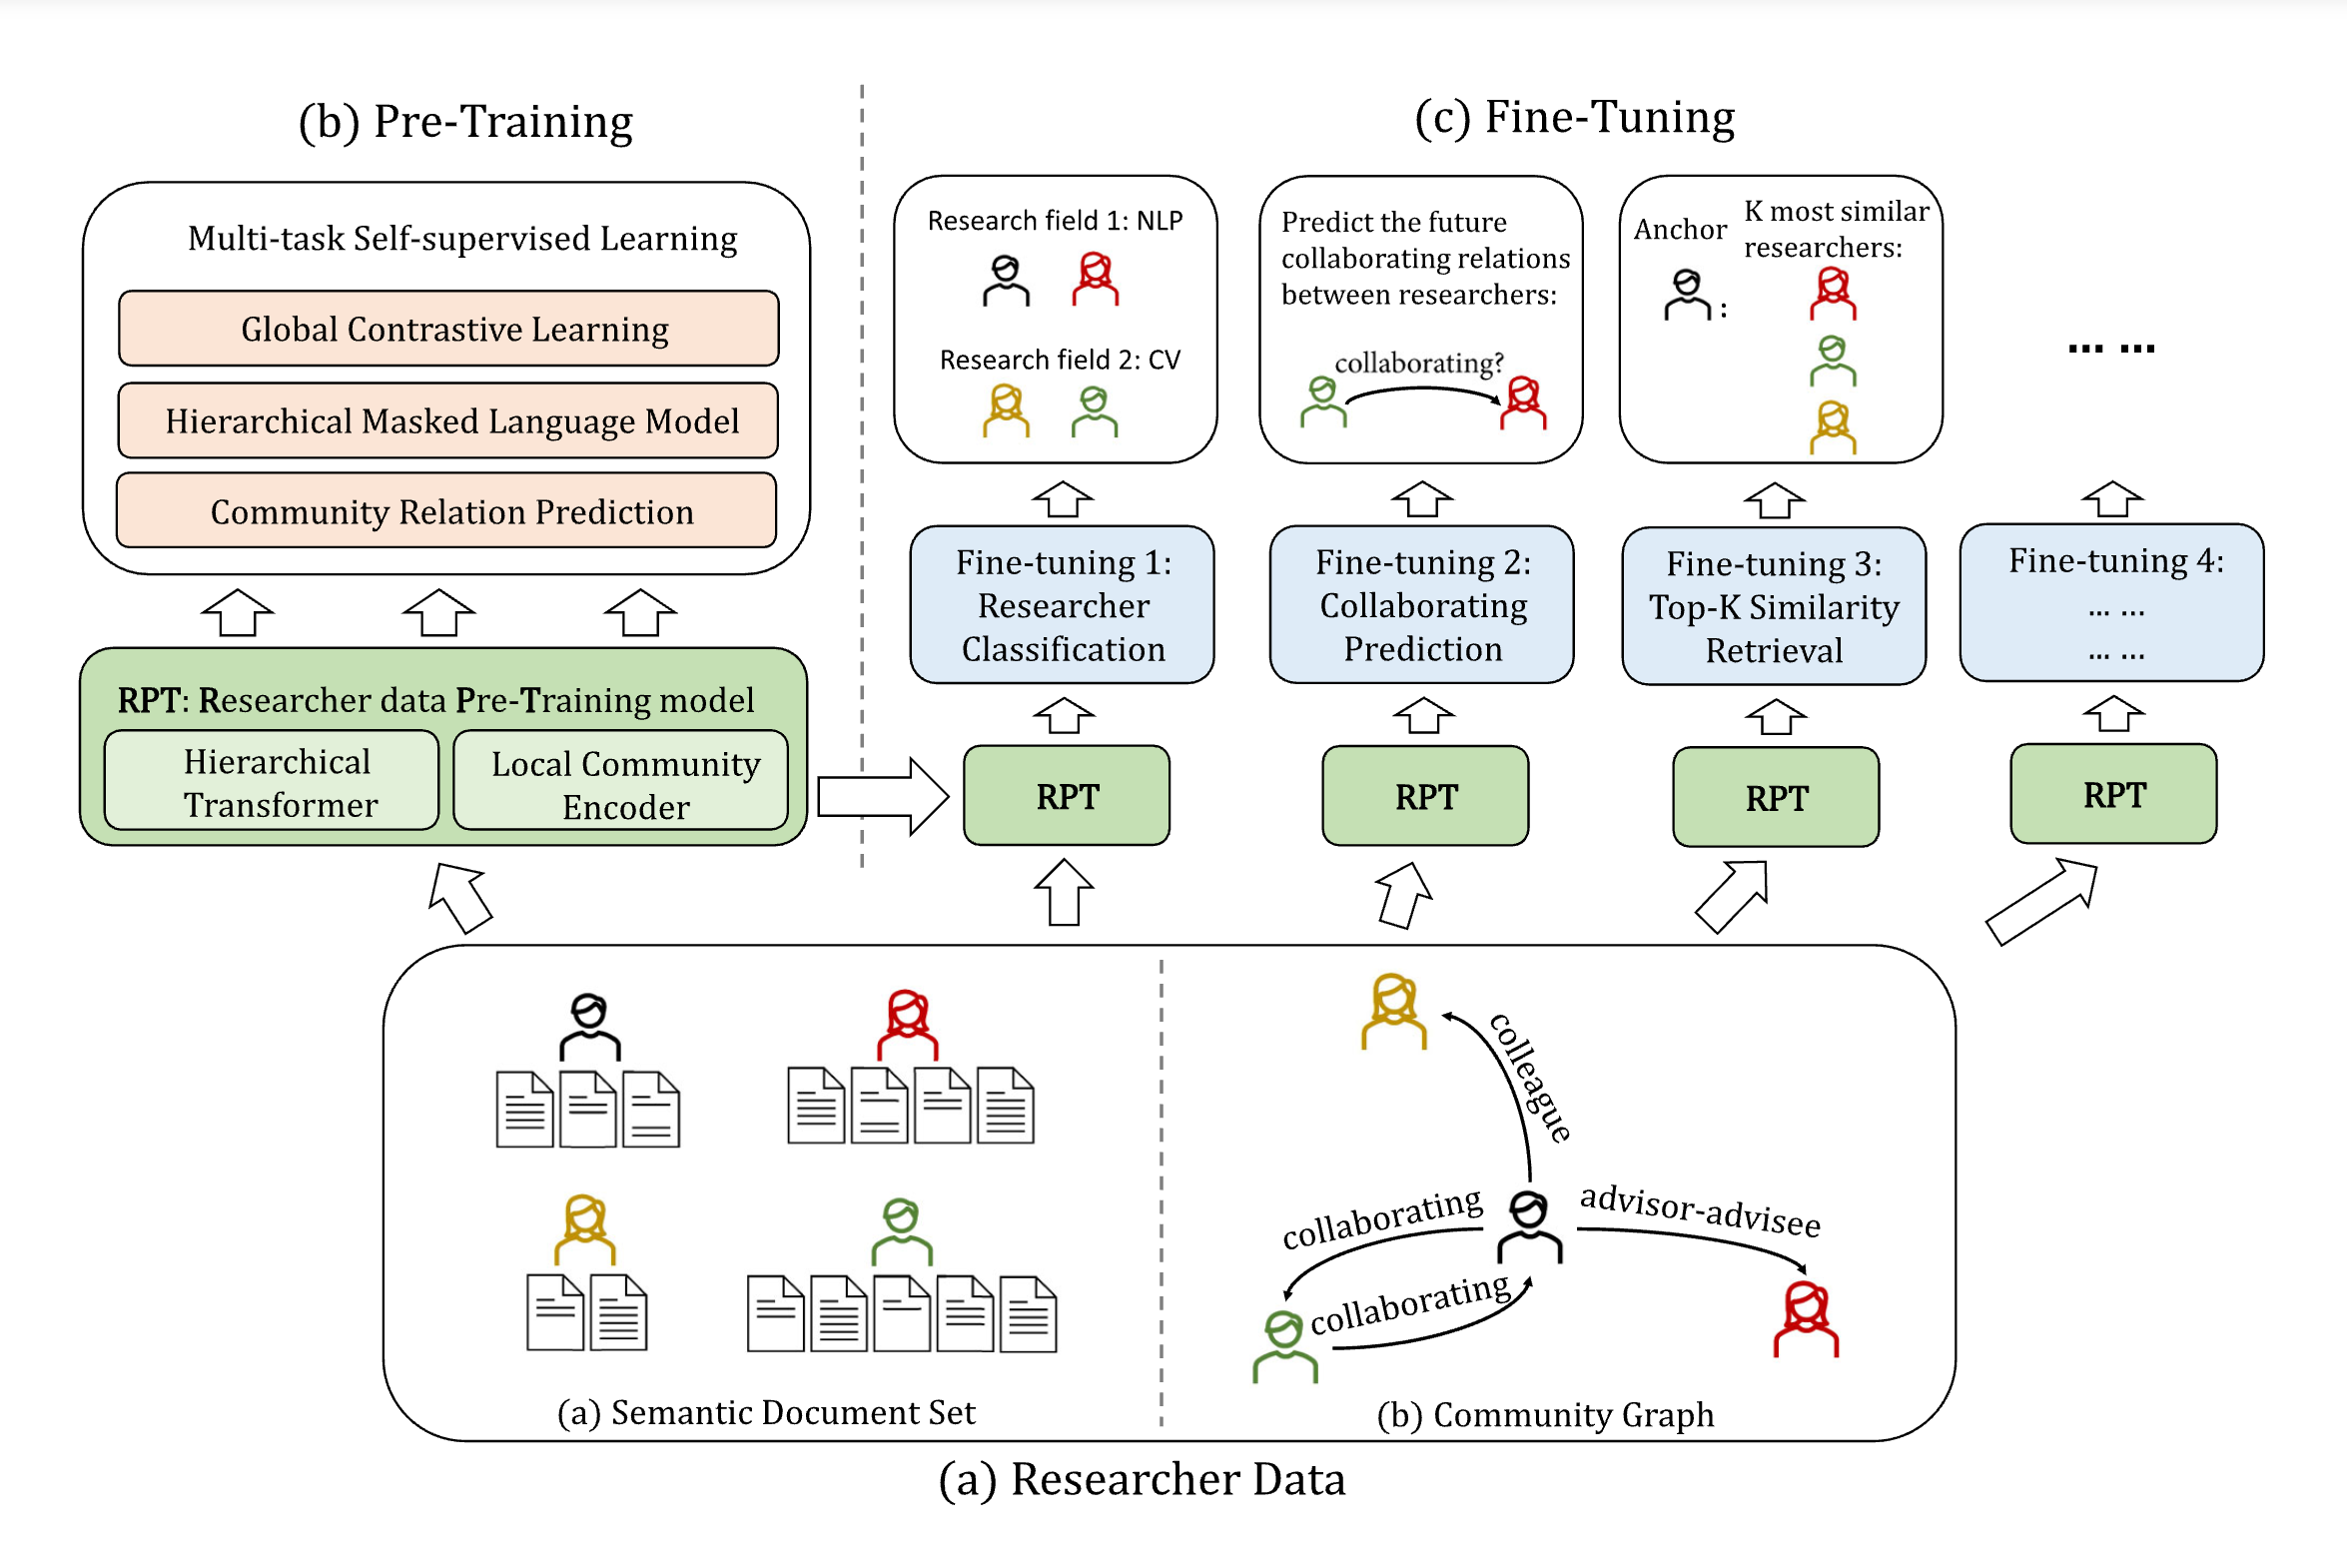 (b) Pre-Training
Multi-task Self-supervised Learning
Global Contrastive Learning
Hierarchical Masked Language Model
Community Relation Prediction
RPT: Researcher data Pre-Training model
Hierarchical
Transformer
Local Community
Encoder
(c) Fine-Tuning
Research field 1: NLP
Research field 2: CV
Predict the future
collaborating relations
between researchers:
collaborating?
Anchor
:
K most similar
researchers:
... ...
Fine-tuning 1:
Researcher
Classification
Fine-tuning 2:
Collaborating
Prediction
Fine-tuning 3:
Top-K Similarity
Retrieval
Fine-tuning 4:
... ...
... ...
RPT
RPT
RPT
RPT
(a) Semantic Document Set
colleague
collaborating
advisor-advisee
collaborating
(b) Community Graph
(a) Researcher Data